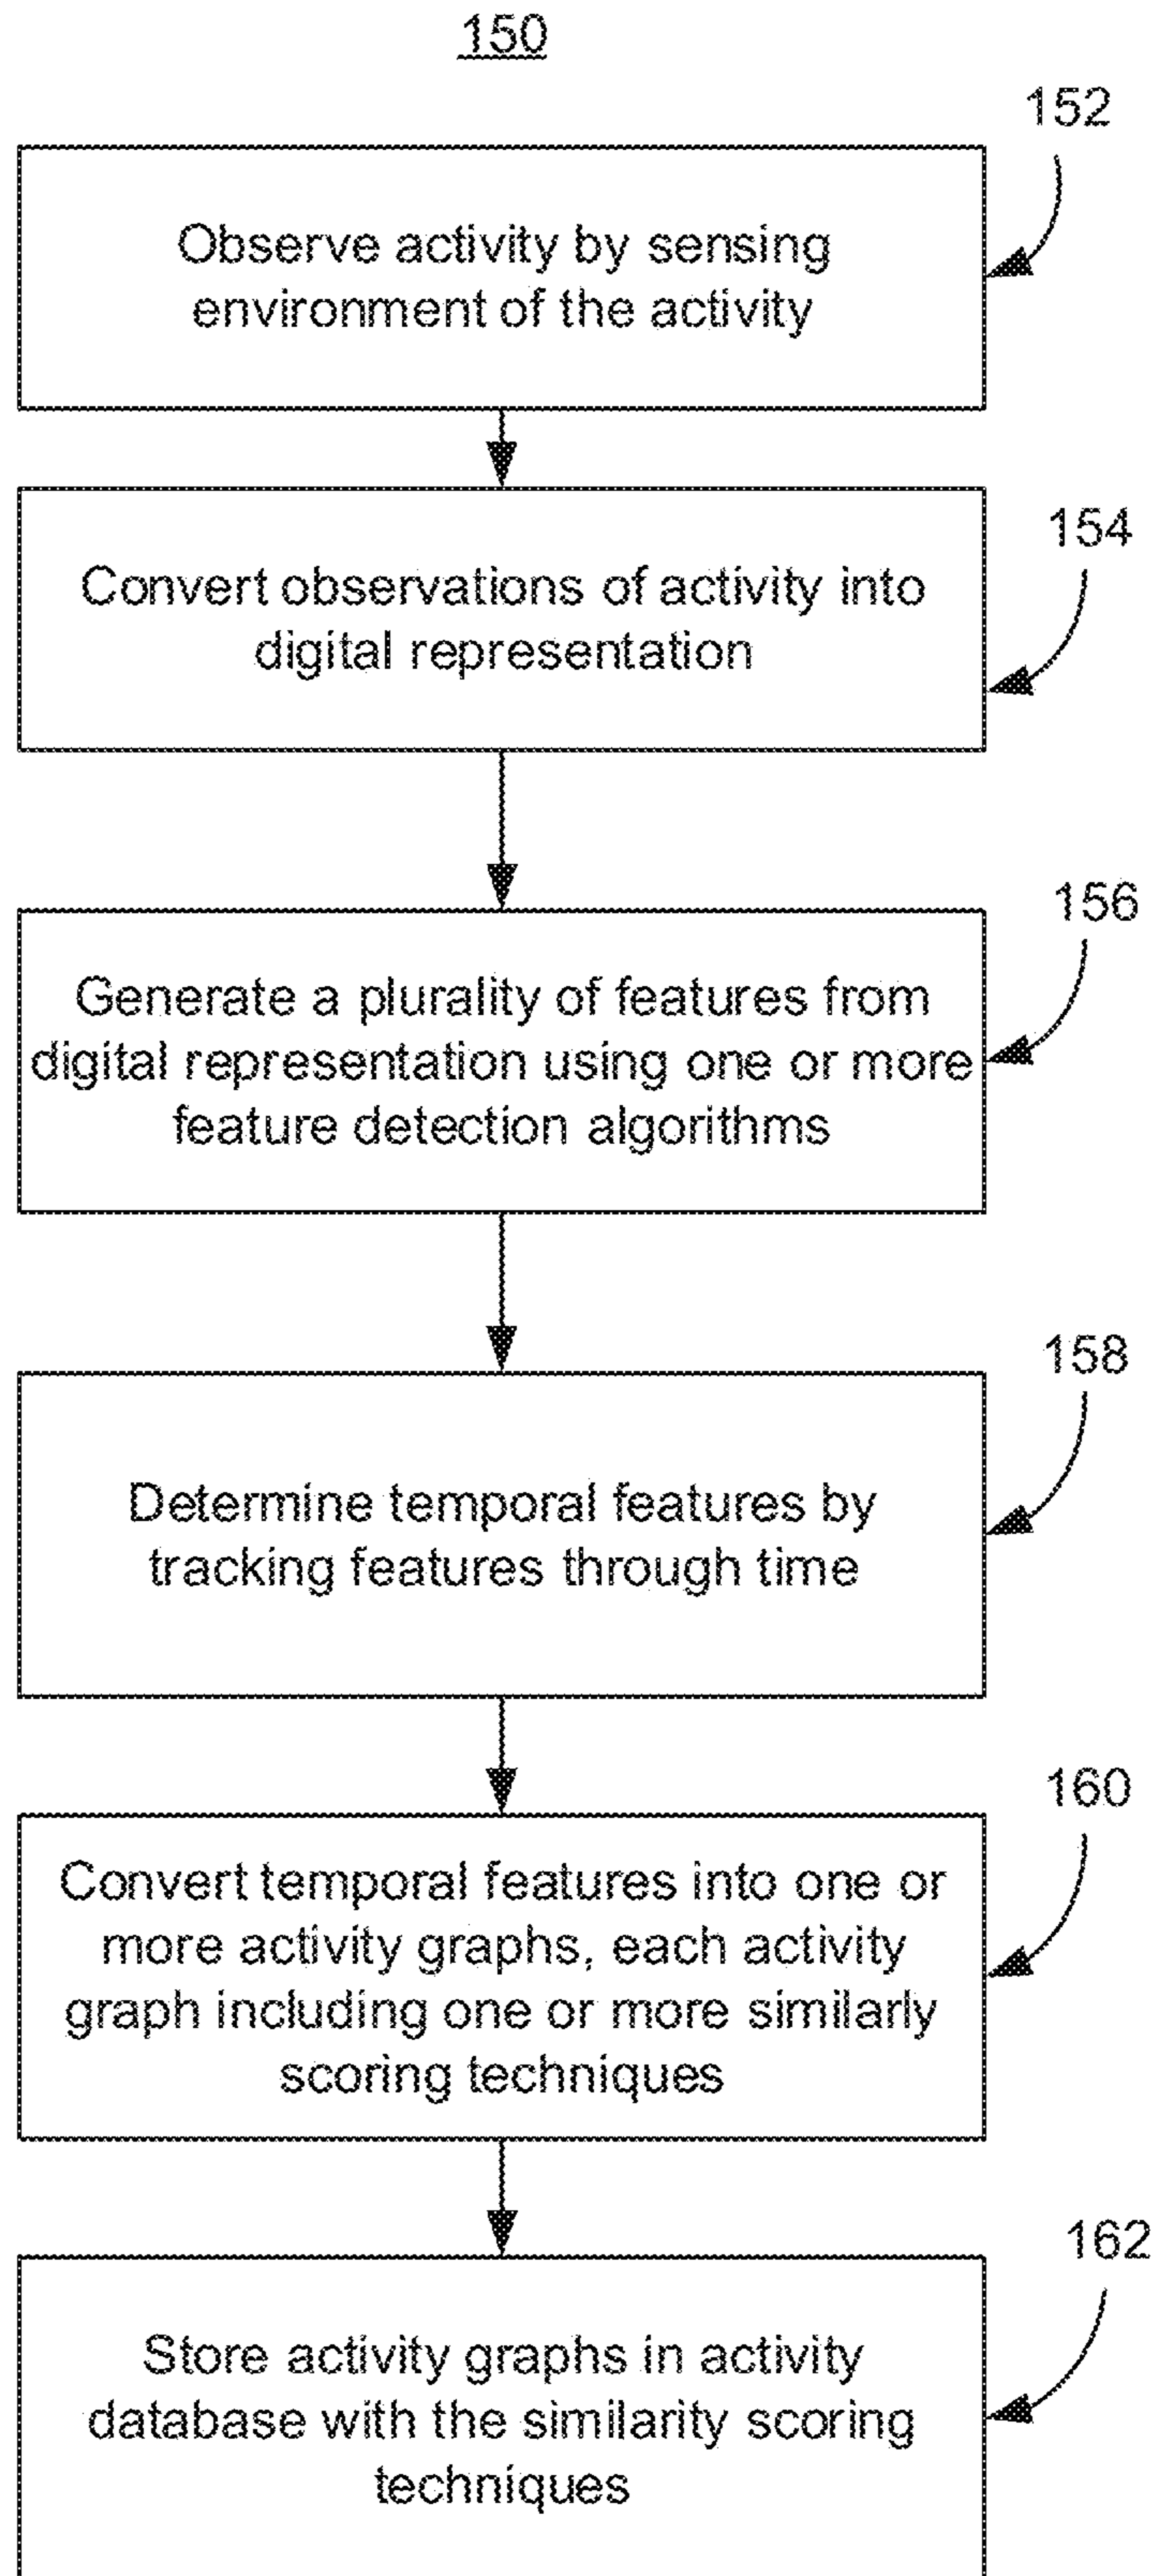 150
152
Observe activity by sensing
environment of the activity
154
Convert observations of activity into
digital representation
156
Generate a plurality of features from
digital representation using one or more
feature detection algorithms
158
Determine temporal features by
tracking features through time
160
Convert temporal features into one or
more activity graphs, each activity
graph including one or more similarly
scoring techniques
162
Store activity graphs in activity
database with the similarity scoring
techniques